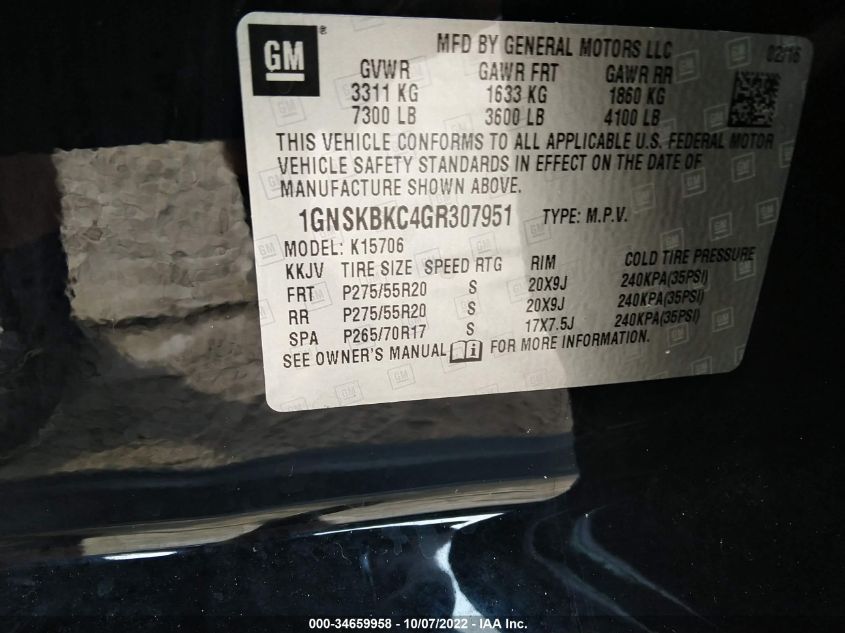 GM®
MFD BY GENERAL MOTORS LLC 02/16
GVWR GAWR FRT GAWR RR
3311 KG 1633 KG 1860 KG
7300 LB 3600 LB 4100 LB
THIS VEHICLE CONFORMS TO ALL APPLICABLE U.S. FEDERAL MOTOR
VEHICLE SAFETY STANDARDS IN EFFECT ON THE DATE OF
MANUFACTURE SHOWN ABOVE.
1GNSKBKC4GR307951 TYPE: M.P.V.
MODEL: K15706
KKJV TIRE SIZE SPEED RTG RIM COLD TIRE PRESSURE
FRT P275/55R20 S 20X9J 240KPA(35PSI)
RR P275/55R20 S 20X9J 240KPA(35PSI)
SPA P265/70R17 S 17X7.5J 240KPA(35PSI)
SEE OWNER'S MANUAL i FOR MORE INFORMATION.
000-34659958 - 10/07/2022 - IAA Inc.